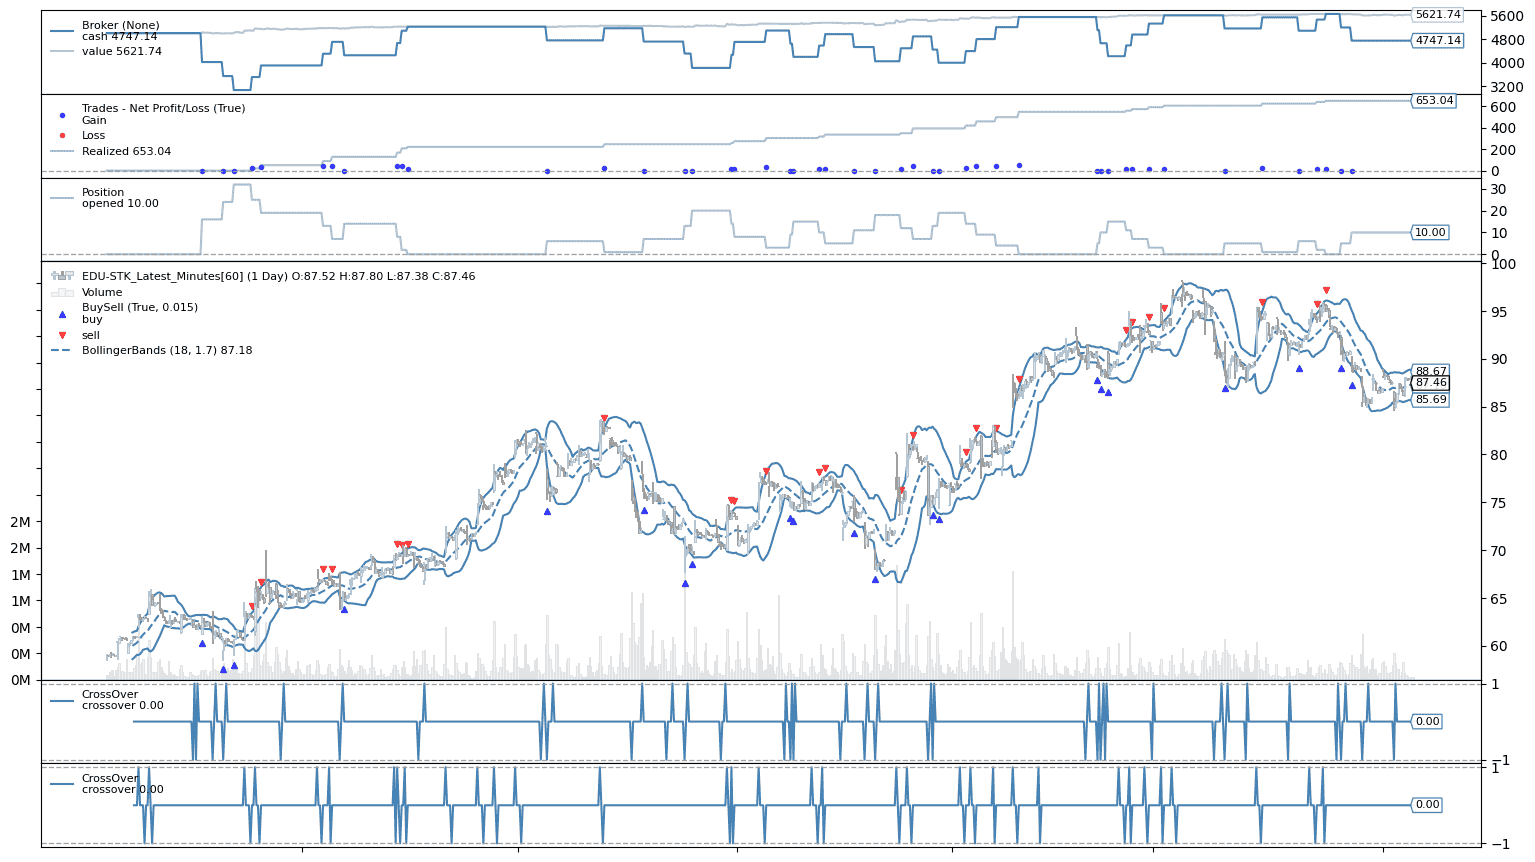 Broker (None)
cash 4747.14
value 5621.74
5621.74
4747.14
5600
4800
4000
3200
Trades - Net Profit/Loss (True)
Gain
Loss
Realized 653.04
653.04
600
400
200
0
Position
opened 10.00
10.00
30
20
10
0
EDU-STK_Latest_Minutes[60] (1 Day) O:87.52 H:87.80 L:87.38 C:87.46
Volume
BuySell (True, 0.015)
buy
sell
BollingerBands (18, 1.7) 87.18
88.67
87.46
85.69
100
95
90
85
80
75
70
65
60
2M
2M
1M
1M
0M
0M
0M
CrossOver
crossover 0.00
0.00
1
−1
CrossOver
crossover 0.00
0.00
1
−1